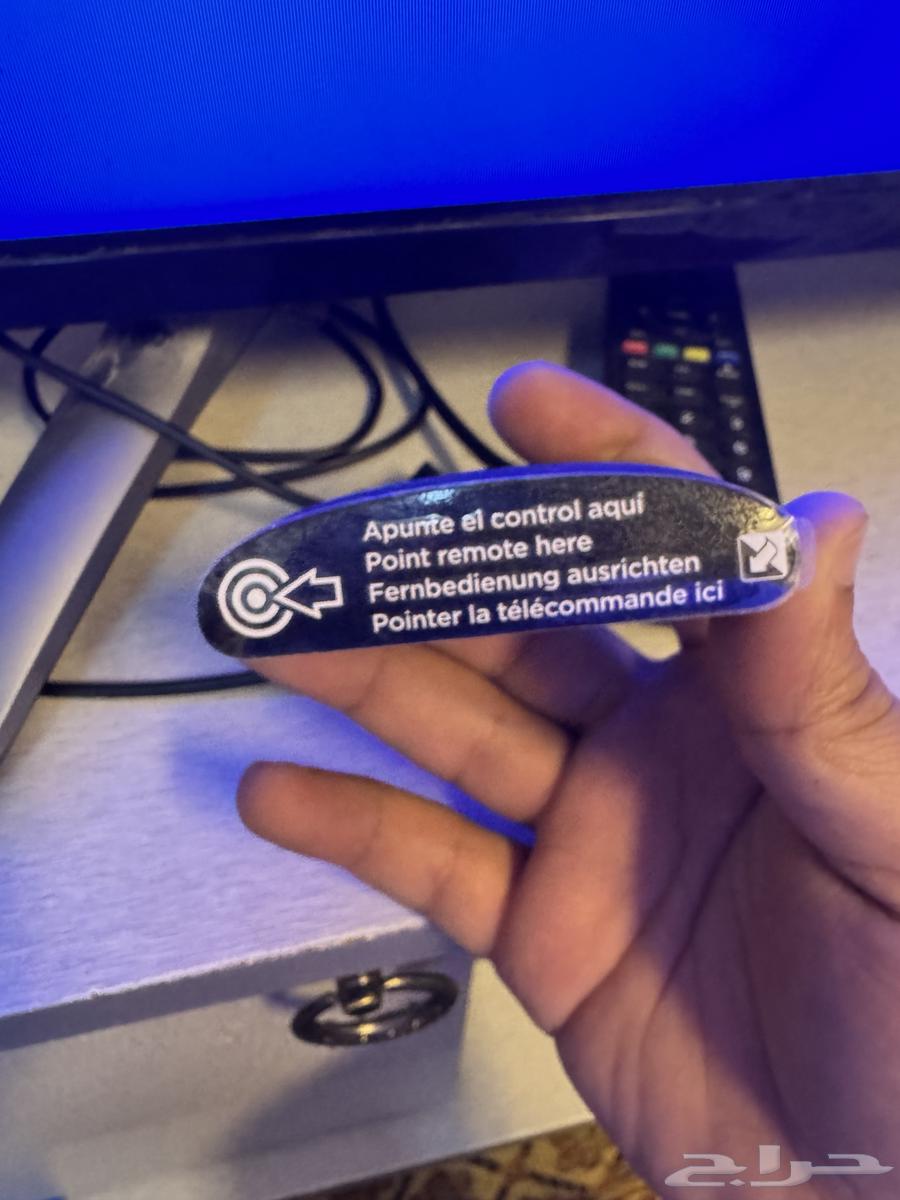 Apunte el control aquí
Point remote here
Fernbedienung ausrichten
Pointer la télécommande ici
حراج